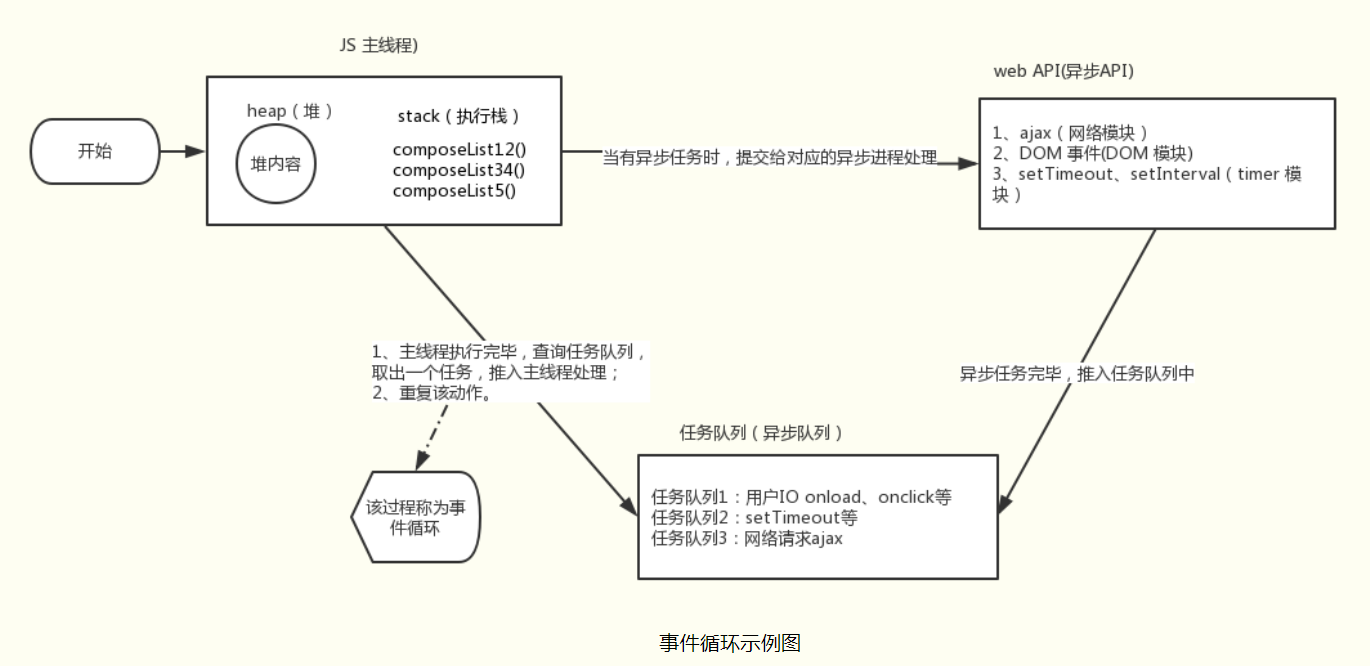 JS 主线程)
web API(异步API)
开始
heap（堆）
堆内容
stack（执行栈）
composeList12()
composeList34()
composeList5()
当有异步任务时，提交给对应的异步进程处理
1、ajax（网络模块）
2、DOM 事件(DOM 模块)
3、setTimeout、setInterval（timer 模
块）
1、主线程执行完毕，查询任务队列，
取出一个任务，推入主线程处理；
2、重复该动作。
异步任务完毕，推入任务队列中
该过程称为事
件循环
任务队列（异步队列）
任务队列1：用户IO onload、onclick等
任务队列2：setTimeout等
任务队列3：网络请求ajax
事件循环示例图